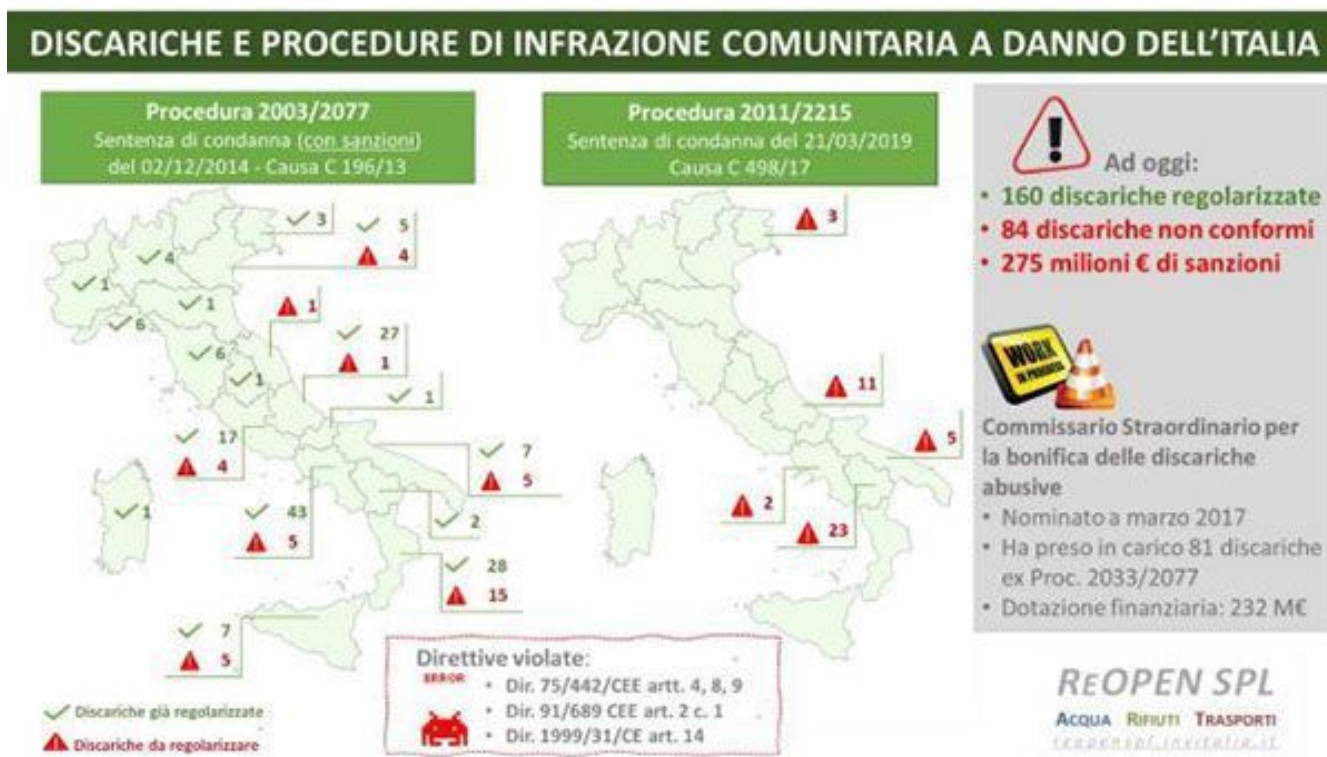 DISCARICHE E PROCEDURE DI INFRAZIONE COMUNITARIA A DANNO DELL'ITALIA
Procedura 2003/2077
Sentenza di condanna (con sanzioni)
del 02/12/2014 - Causa C 196/13
3
5
4
4
1
1
1
6
27
6
1
1
1
17
4
7
5
1
43
5
2
28
15
7
5
Discariche già regolarizzate
Discariche da regolarizzare
Procedura 2011/2215
Sentenza di condanna del 21/03/2019
Causa C 498/17
3
11
5
2
23
Direttive violate:
ERROR
• Dir. 75/442/CEE artt. 4, 8, 9
• Dir. 91/689 CEE art. 2 c. 1
• Dir. 1999/31/CE art. 14
Ad oggi:
• 160 discariche regolarizzate
• 84 discariche non conformi
• 275 milioni € di sanzioni
WORK
IN PROGRESS
Commissario Straordinario per
la bonifica delle discariche
abusive
• Nominato a marzo 2017
• Ha preso in carico 81 discariche
ex Proc. 2033/2077
• Dotazione finanziaria: 232 M€
REOPEN SPL
ACQUA RIFIUTI TRASPORTI
reopenspl.invitalia.it